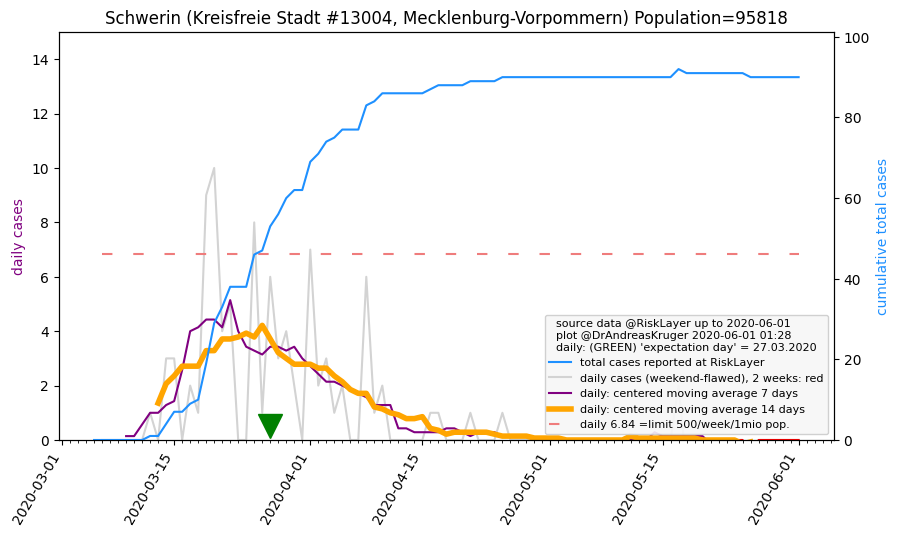 Schwerin (Kreisfreie Stadt #13004, Mecklenburg-Vorpommern) Population=95818
daily cases
14
12
10
8
6
4
2
0
100
80
60
40
20
0
cumulative total cases
source data @RiskLayer up to 2020-06-01
plot @DrAndreasKruger 2020-06-01 01:28
daily: (GREEN) 'expectation day' = 27.03.2020
total cases reported at RiskLayer
daily cases (weekend-flawed), 2 weeks: red
daily: centered moving average 7 days
daily: centered moving average 14 days
daily 6.84 =limit 500/week/1mio pop.
2020-03-01
2020-03-15
2020-04-01
2020-04-15
2020-05-01
2020-05-15
2020-06-01